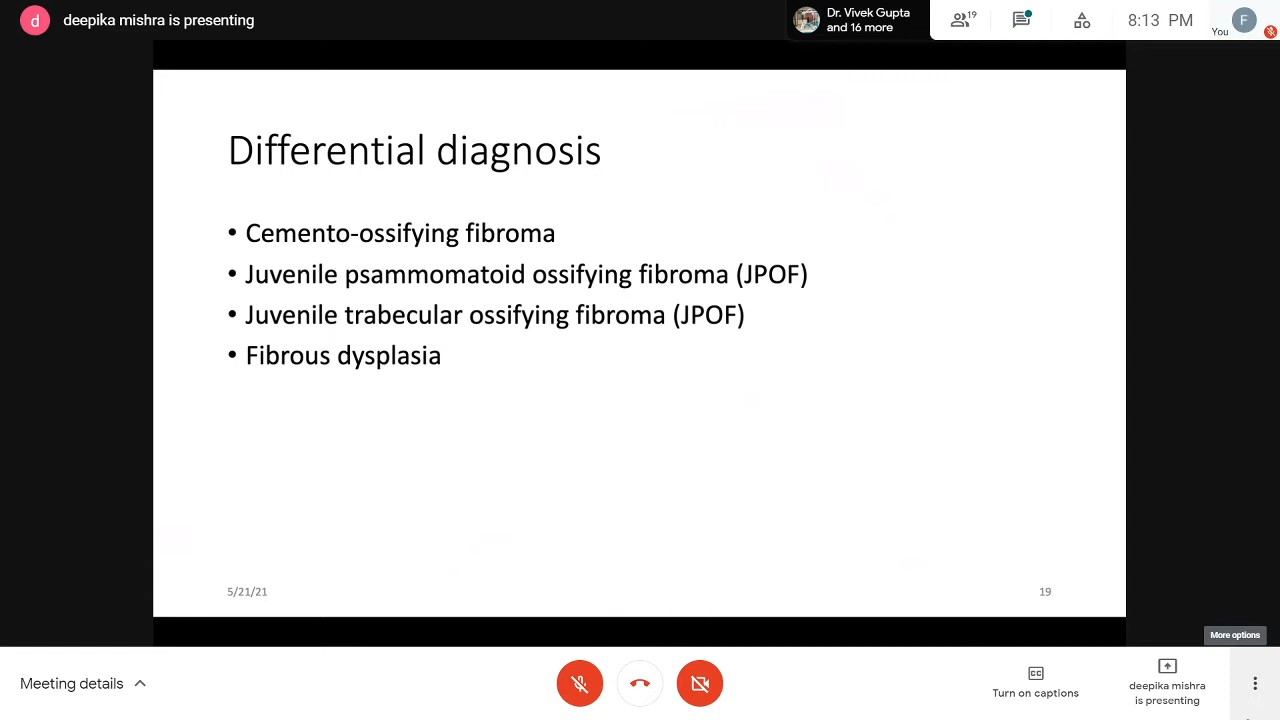 d
deepika mishra is presenting
Dr. Vivek Gupta
and 16 more
19
8:13 PM
F
You
Differential diagnosis
• Cemento-ossifying fibroma
• Juvenile psammomatoid ossifying fibroma (JPOF)
• Juvenile trabecular ossifying fibroma (JPOF)
• Fibrous dysplasia
5/21/21
19
More options
Meeting details
CC
Turn on captions
deepika mishra
is presenting